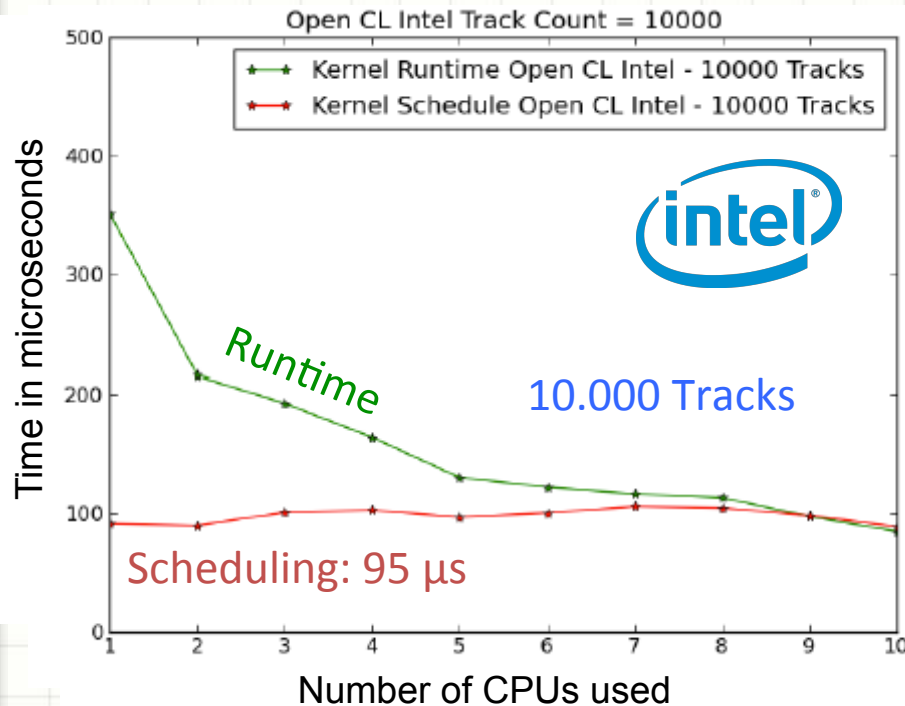 Open CL Intel Track Count = 10000
500
Kernel Runtime Open CL Intel - 10000 Tracks
Kernel Schedule Open CL Intel - 10000 Tracks
400
intel®
300
Runtime
200
10.000 Tracks
100
Scheduling: 95 µs
0
1 2 3 4 5 6 7 8 9 10
Time in microseconds
Number of CPUs used